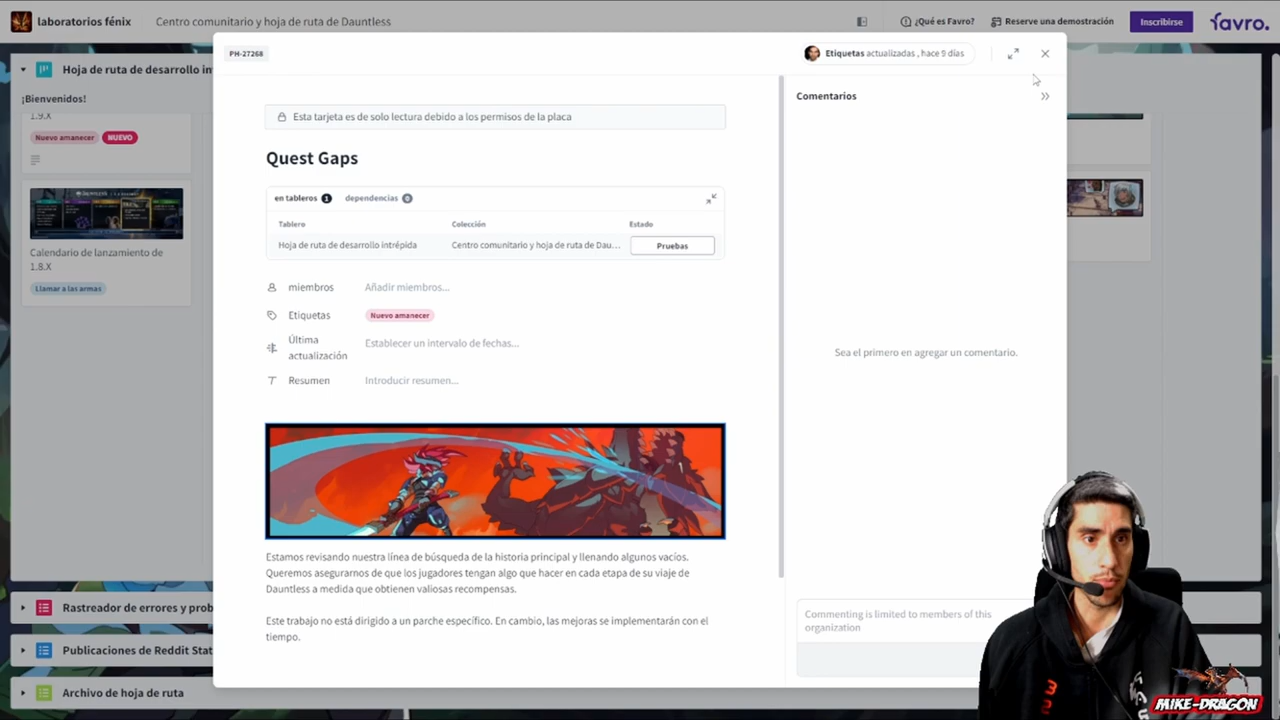 laboratorios fénix
Centro comunitario y hoja de ruta de Dauntless
¿Qué es Favro?
Reserve una demostración
Inscribirse
favro.
Hoja de ruta de desarrollo int
¡Bienvenidos!
1.9.X
Nuevo amanecer
NUEVO
Calendario de lanzamiento de
1.8.X
Llamar a las armas
Rastreador de errores y prob
Publicaciones de Reddit Stat
Archivo de hoja de ruta
PH-27268
Etiquetas actualizadas , hace 9 días
Esta tarjeta es de solo lectura debido a los permisos de la placa
Quest Gaps
en tableros 1
dependencias 0
Tablero
Colección
Estado
Hoja de ruta de desarrollo intrépida
Centro comunitario y hoja de ruta de Dau...
Pruebas
miembros
Añadir miembros...
Etiquetas
Nuevo amanecer
Última
actualización
Establecer un intervalo de fechas...
Resumen
Introducir resumen...
Estamos revisando nuestra línea de búsqueda de la historia principal y llenando algunos vacíos.
Queremos asegurarnos de que los jugadores tengan algo que hacer en cada etapa de su viaje de
Dauntless a medida que obtienen valiosas recompensas.
Este trabajo no está dirigido a un parche específico. En cambio, las mejoras se implementarán con el
tiempo.
Comentarios
Sea el primero en agregar un comentario.
Commenting is limited to members of this
organization
MIKE-DRAGON